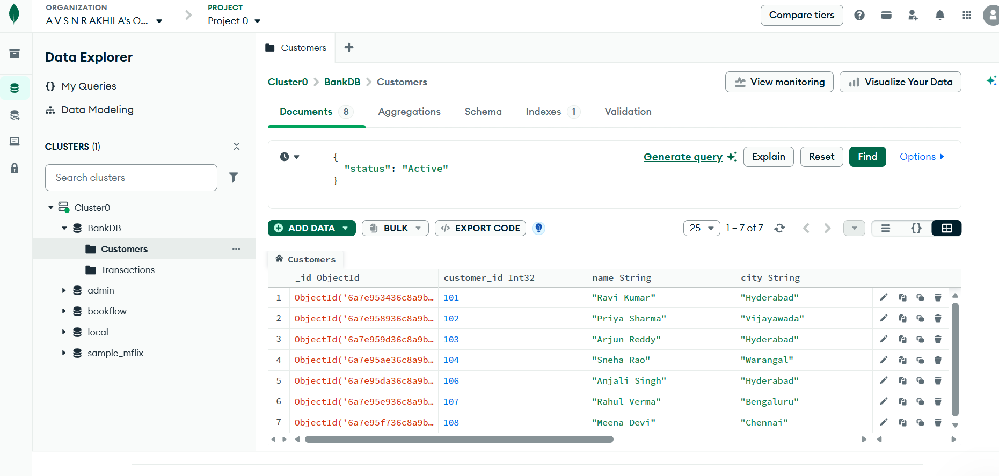 ORGANIZATION
A V S N R AKHILA's O...
PROJECT
Project 0
Compare tiers
Data Explorer
My Queries
Data Modeling
CLUSTERS (1)
Search clusters
Cluster0
BankDB
Customers
Transactions
admin
bookflow
local
sample_mflix
Customers
Cluster0 BankDB Customers
View monitoring
Visualize Your Data
Documents 8 Aggregations Schema Indexes 1 Validation
{
"status": "Active"
}
Generate query
Explain
Reset
Find
Options
ADD DATA
BULK
EXPORT CODE
25
1 – 7 of 7
Customers
_id ObjectId customer_id Int32 name String city String
1 ObjectId('6a7e953436c8a9b… 101 "Ravi Kumar" "Hyderabad"
2 ObjectId('6a7e958936c8a9b… 102 "Priya Sharma" "Vijayawada"
3 ObjectId('6a7e959d36c8a9b… 103 "Arjun Reddy" "Hyderabad"
4 ObjectId('6a7e95ae36c8a9b… 104 "Sneha Rao" "Warangal"
5 ObjectId('6a7e95da36c8a9b… 106 "Anjali Singh" "Hyderabad"
6 ObjectId('6a7e95e936c8a9b… 107 "Rahul Verma" "Bengaluru"
7 ObjectId('6a7e95f736c8a9b… 108 "Meena Devi" "Chennai"